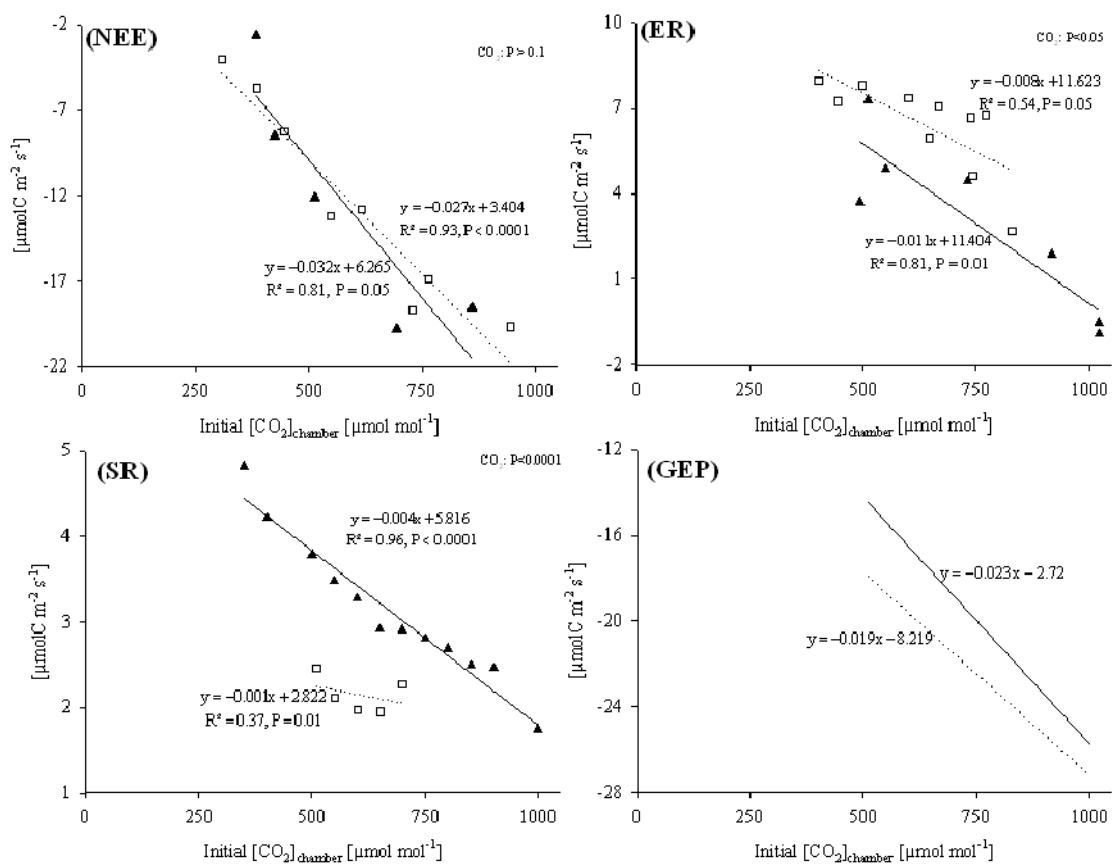 (NEE)
CO₂: P > 0.1
-2
-7
-12
-17
-22
[µmolC m⁻² s⁻¹]
y = −0.027x + 3.404
R² = 0.93, P < 0.0001
y = −0.032x + 6.265
R² = 0.81, P = 0.05
0
250
500
750
1000
Initial [CO₂]chamber [µmol mol⁻¹]
(ER)
CO₂: P<0.05
10
7
4
1
-2
[µmolC m⁻² s⁻¹]
y = −0.008x + 11.623
R² = 0.54, P = 0.05
y = −0.011x + 11.404
R² = 0.81, P = 0.01
0
250
500
750
1000
Initial [CO₂]chamber [µmol mol⁻¹]
(SR)
CO₂: P<0.0001
5
4
3
2
1
[µmolC m⁻² s⁻¹]
y = −0.004x + 5.816
R² = 0.96, P < 0.0001
y = −0.001x + 2.822
R² = 0.37, P = 0.01
0
250
500
750
1000
Initial [CO₂]chamber [µmol mol⁻¹]
(GEP)
-12
-16
-20
-24
-28
[µmolC m⁻² s⁻¹]
y = −0.023x − 2.72
y = −0.019x − 8.219
0
250
500
750
1000
Initial [CO₂]chamber [µmol mol⁻¹]